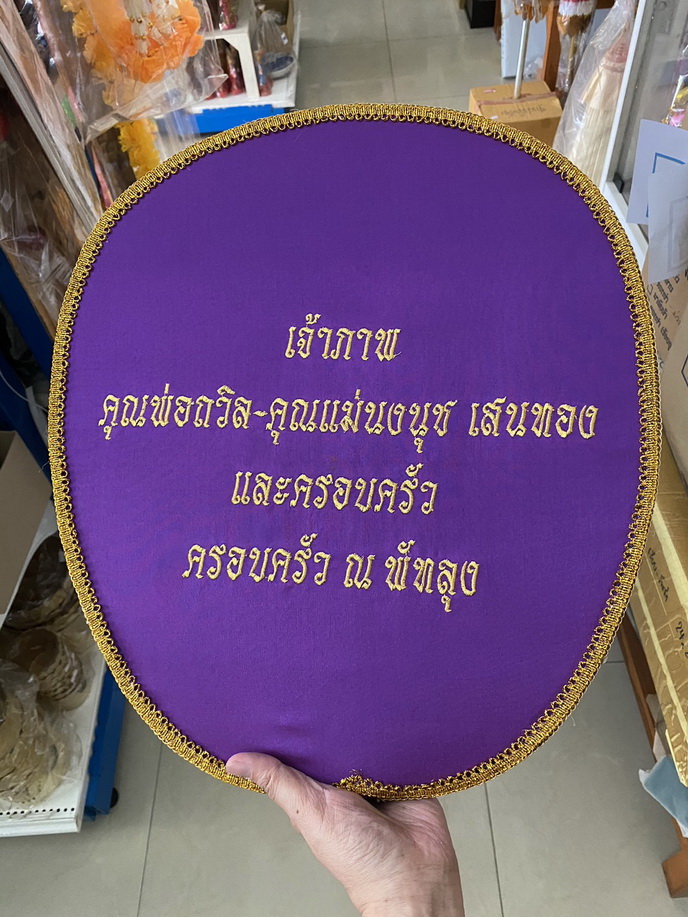 เจ้าภาพ
คุณพ่อถวิล-คุณแม่นงนุช เสนทอง
และครอบครัว
ครอบครัว ณ พัทลุง